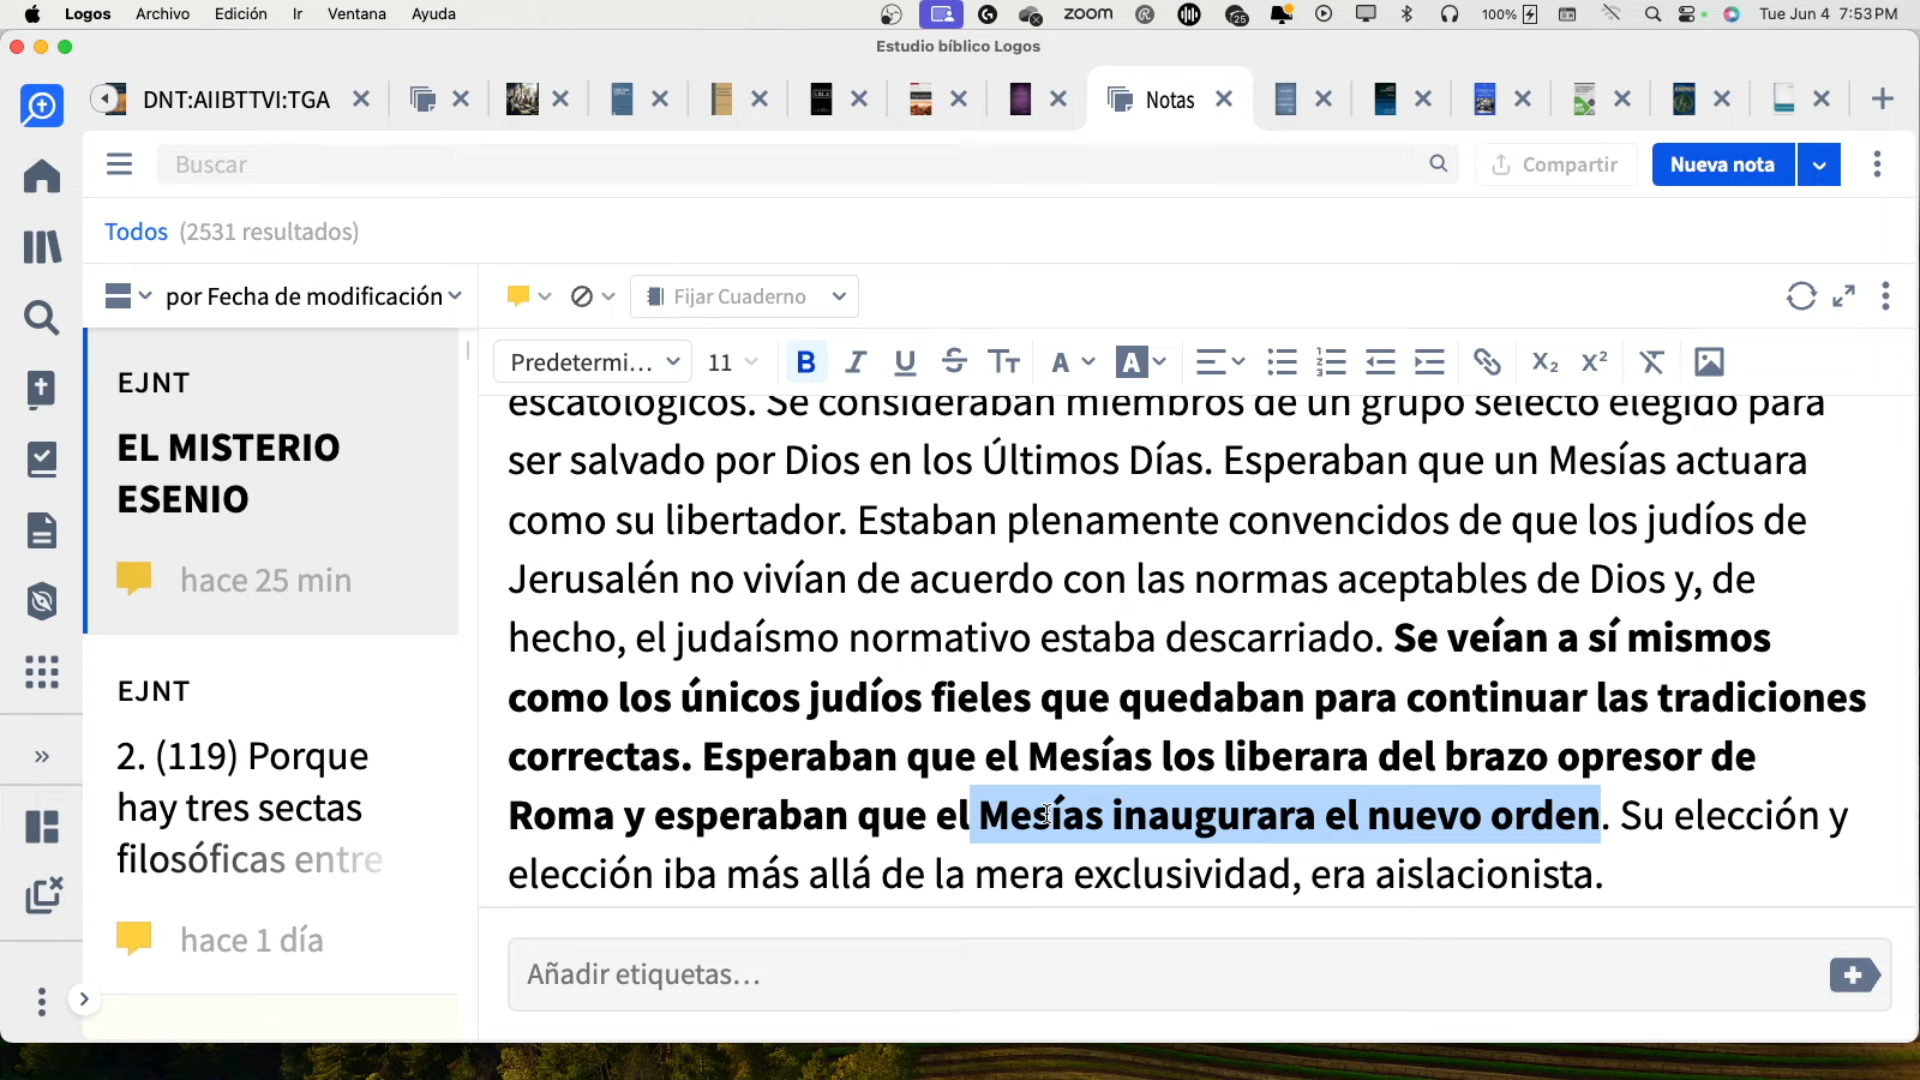 Logos Archivo Edición Ir Ventana Ayuda
zoom 25 100% Tue Jun 4 7:53 PM
Estudio bíblico Logos
DNT:AIIBTTVI:TGA
Notas
Buscar
Compartir
Nueva nota
Todos (2531 resultados)
por Fecha de modificación
Fijar Cuaderno
Predetermi... 11 B I U S TT A A X₂ X²
EJNT
EL MISTERIO
ESENIO
hace 25 min
EJNT
2. (119) Porque
hay tres sectas
filosóficas entre
hace 1 día
escatológicos. Se consideraban miembros de un grupo selecto elegido para
ser salvado por Dios en los Últimos Días. Esperaban que un Mesías actuara
como su libertador. Estaban plenamente convencidos de que los judíos de
Jerusalén no vivían de acuerdo con las normas aceptables de Dios y, de
hecho, el judaísmo normativo estaba descarriado. Se veían a sí mismos
como los únicos judíos fieles que quedaban para continuar las tradiciones
correctas. Esperaban que el Mesías los liberara del brazo opresor de
Roma y esperaban que el Mesías inaugurara el nuevo orden. Su elección y
elección iba más allá de la mera exclusividad, era aislacionista.
Añadir etiquetas...